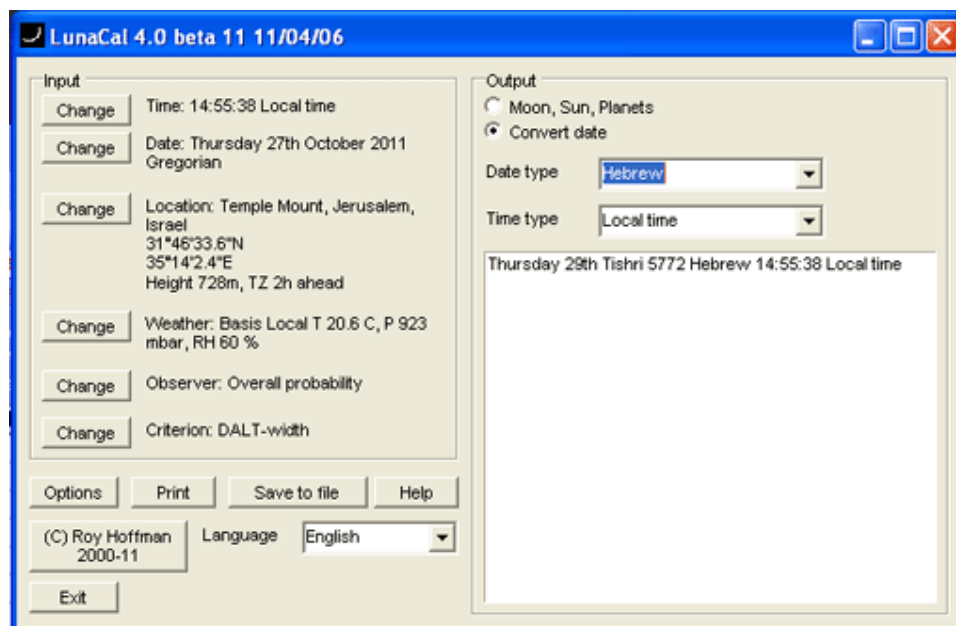 LunaCal 4.0 beta 11 11/04/06
Input
Change
Time: 14:55:38 Local time
Change
Date: Thursday 27th October 2011
Gregorian
Change
Location: Temple Mount, Jerusalem,
Israel
31°46'33.6"N
35°14'2.4"E
Height 728m, TZ 2h ahead
Change
Weather: Basis Local T 20.6 C, P 923
mbar, RH 60 %
Change
Observer: Overall probability
Change
Criterion: DALT-width
Options
Print
Save to file
Help
(C) Roy Hoffman
2000-11
Language
English
Exit
Output
Moon, Sun, Planets
Convert date
Date type
Hebrew
Time type
Local time
Thursday 29th Tishri 5772 Hebrew 14:55:38 Local time